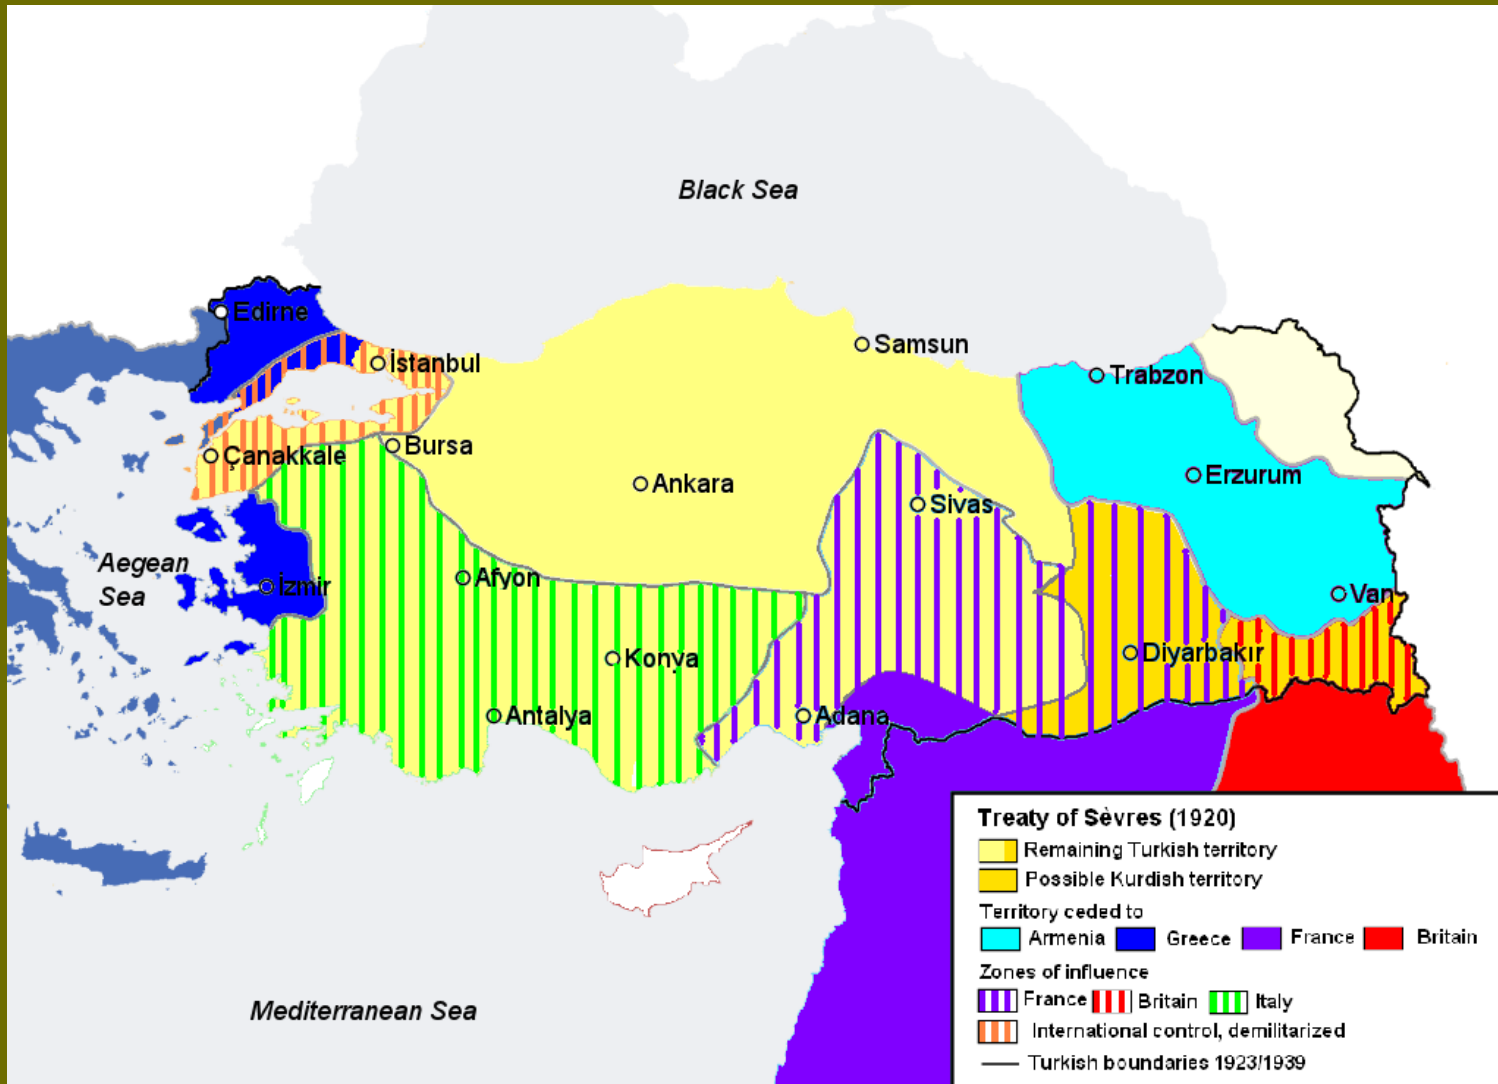 Black Sea
Edirne
İstanbul
Samsun
Trabzon
Bursa
Çanakkale
Ankara
Erzurum
Sivas
Aegean
Sea
İzmir
Afyon
Van
Konya
Diyarbakır
Antalya
Adana
Mediterranean Sea
Treaty of Sèvres (1920)
Remaining Turkish territory
Possible Kurdish territory
Territory ceded to
Armenia Greece France Britain
Zones of influence
France Britain Italy
International control, demilitarized
Turkish boundaries 1923/1939